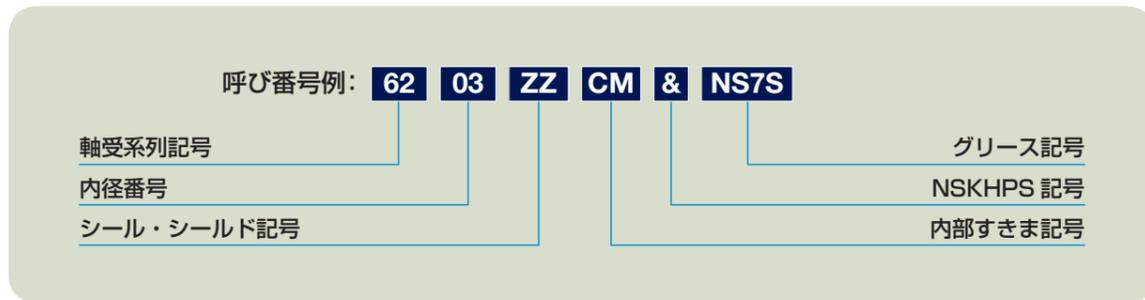 呼び番号例: 62 03 ZZ CM & NS7S
軸受系列記号
内径番号
シール・シールド記号
グリース記号
NSKHPS 記号
内部すきま記号